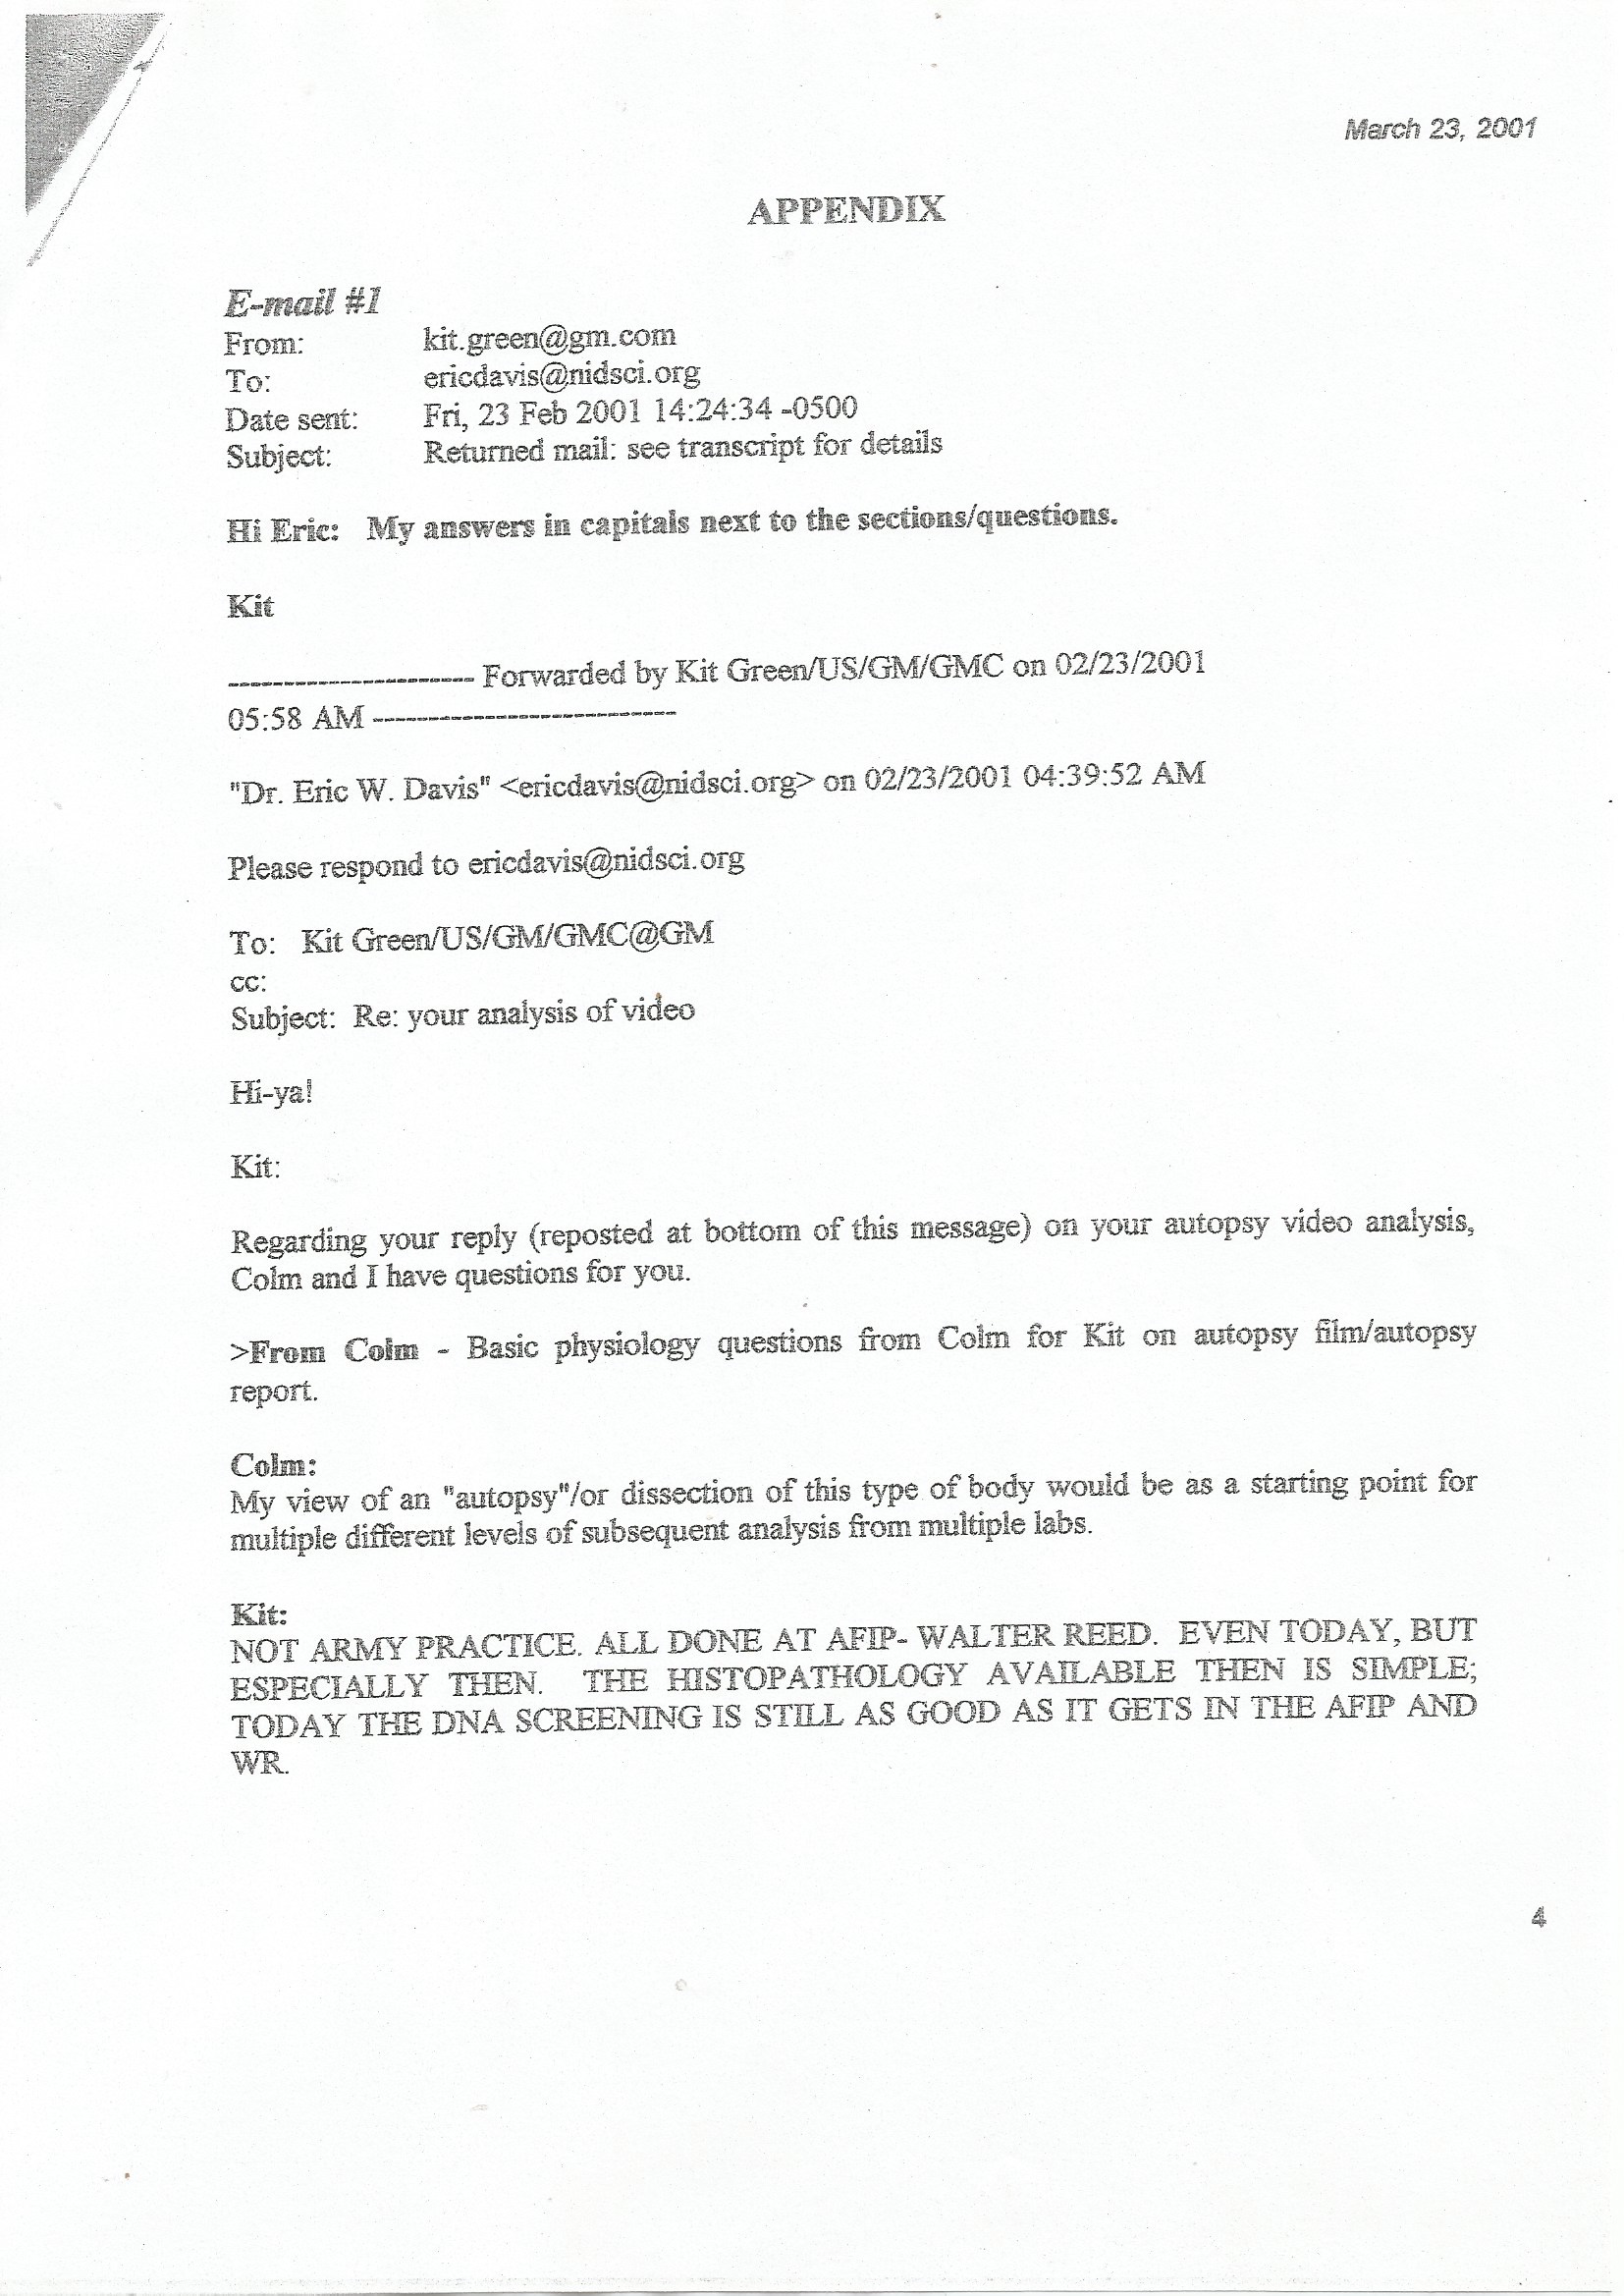 March 23, 2001
APPENDIX
E-mail #1
From: kit.green@gm.com
To: ericdavis@nidsci.org
Date sent: Fri, 23 Feb 2001 14:24:34 -0500
Subject: Returned mail: see transcript for details
Hi Eric: My answers in capitals next to the sections/questions.
Kit
---------------------- Forwarded by Kit Green/US/GM/GMC on 02/23/2001
05:58 AM ---------------------------
"Dr. Eric W. Davis" <ericdavis@nidsci.org> on 02/23/2001 04:39:52 AM
Please respond to ericdavis@nidsci.org
To: Kit Green/US/GM/GMC@GM
cc:
Subject: Re: your analysis of video
Hi-ya!
Kit:
Regarding your reply (reposted at bottom of this message) on your autopsy video analysis,
Colm and I have questions for you.
>From Colm - Basic physiology questions from Colm for Kit on autopsy film/autopsy
report.
Colm:
My view of an "autopsy"/or dissection of this type of body would be as a starting point for
multiple different levels of subsequent analysis from multiple labs.
Kit:
NOT ARMY PRACTICE. ALL DONE AT AFIP- WALTER REED. EVEN TODAY, BUT
ESPECIALLY THEN. THE HISTOPATHOLOGY AVAILABLE THEN IS SIMPLE;
TODAY THE DNA SCREENING IS STILL AS GOOD AS IT GETS IN THE AFIP AND
WR.
4